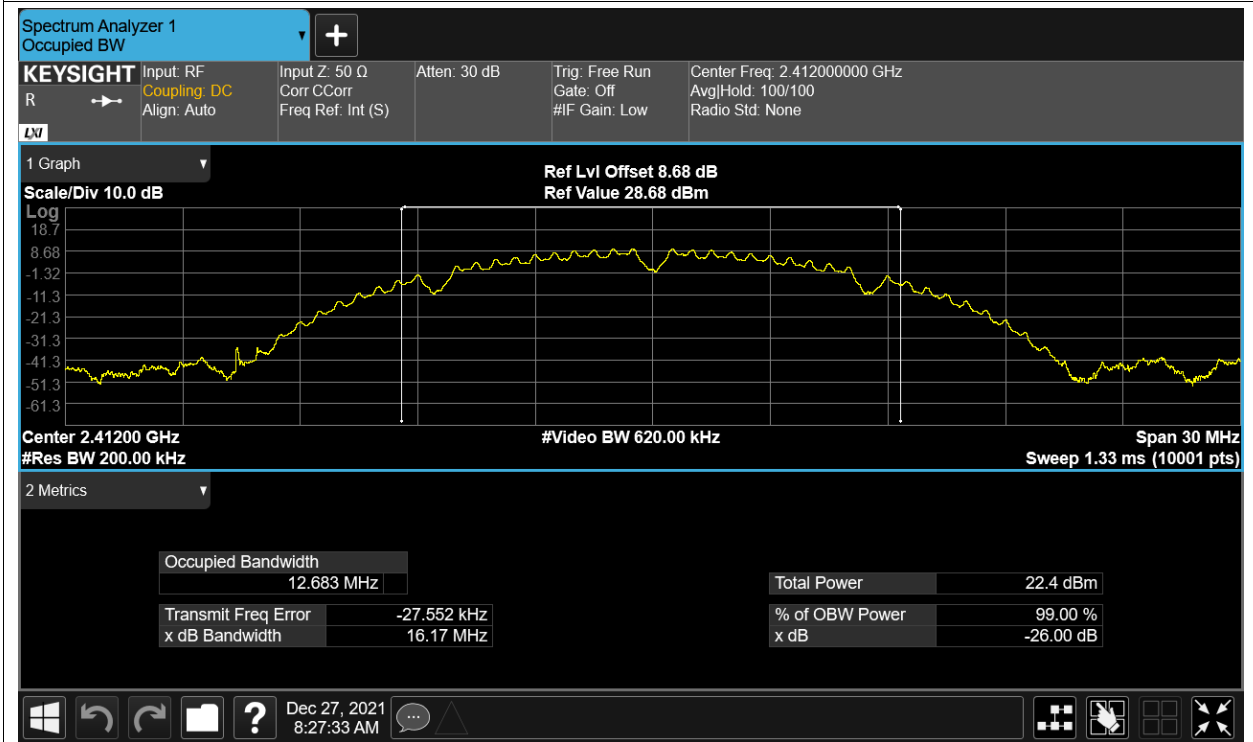 Spectrum Analyzer 1
Occupied BW
KEYSIGHT
R
LXI
Input: RF
Coupling: DC
Align: Auto
Input Z: 50 Ω
Corr CCorr
Freq Ref: Int (S)
Atten: 30 dB
Trig: Free Run
Gate: Off
#IF Gain: Low
Center Freq: 2.412000000 GHz
Avg|Hold: 100/100
Radio Std: None
1 Graph
Scale/Div 10.0 dB
Ref Lvl Offset 8.68 dB
Ref Value 28.68 dBm
Log
18.7
8.68
-1.32
-11.3
-21.3
-31.3
-41.3
-51.3
-61.3
Center 2.41200 GHz
#Res BW 200.00 kHz
#Video BW 620.00 kHz
Span 30 MHz
Sweep 1.33 ms (10001 pts)
2 Metrics
Occupied Bandwidth
12.683 MHz
Transmit Freq Error -27.552 kHz
x dB Bandwidth 16.17 MHz
Total Power 22.4 dBm
% of OBW Power 99.00 %
x dB -26.00 dB
?
Dec 27, 2021
8:27:33 AM